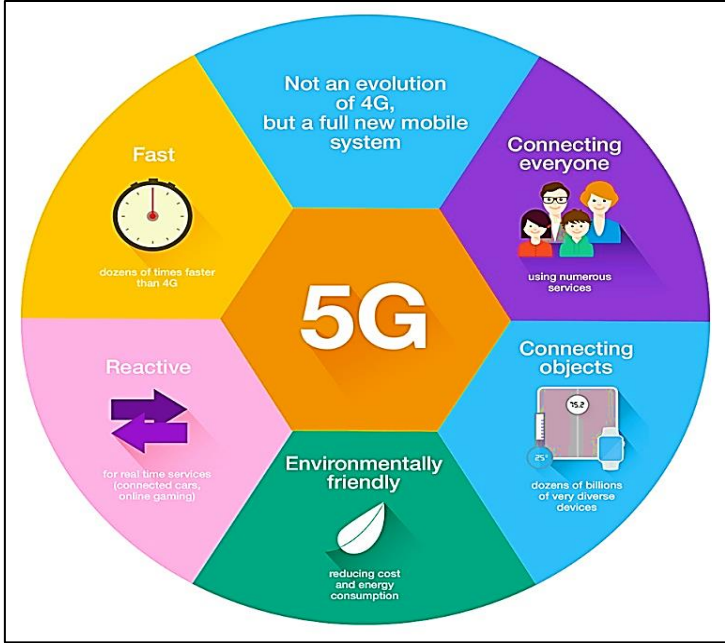 Not an evolution
of 4G,
but a full new mobile
system
Connecting
everyone
using numerous
services
Connecting
objects
75.2
25°
dozens of billions
of very diverse
devices
Environmentally
friendly
reducing cost
and energy
consumption
Reactive
for real time services
(connected cars,
online gaming)
Fast
dozens of times faster
than 4G
5G